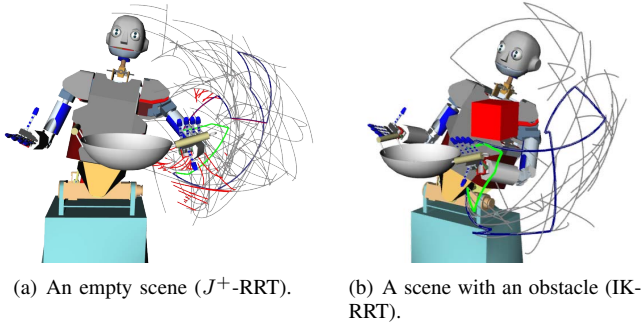 (a) An empty scene (J⁺-RRT).
(b) A scene with an obstacle (IK-
RRT).